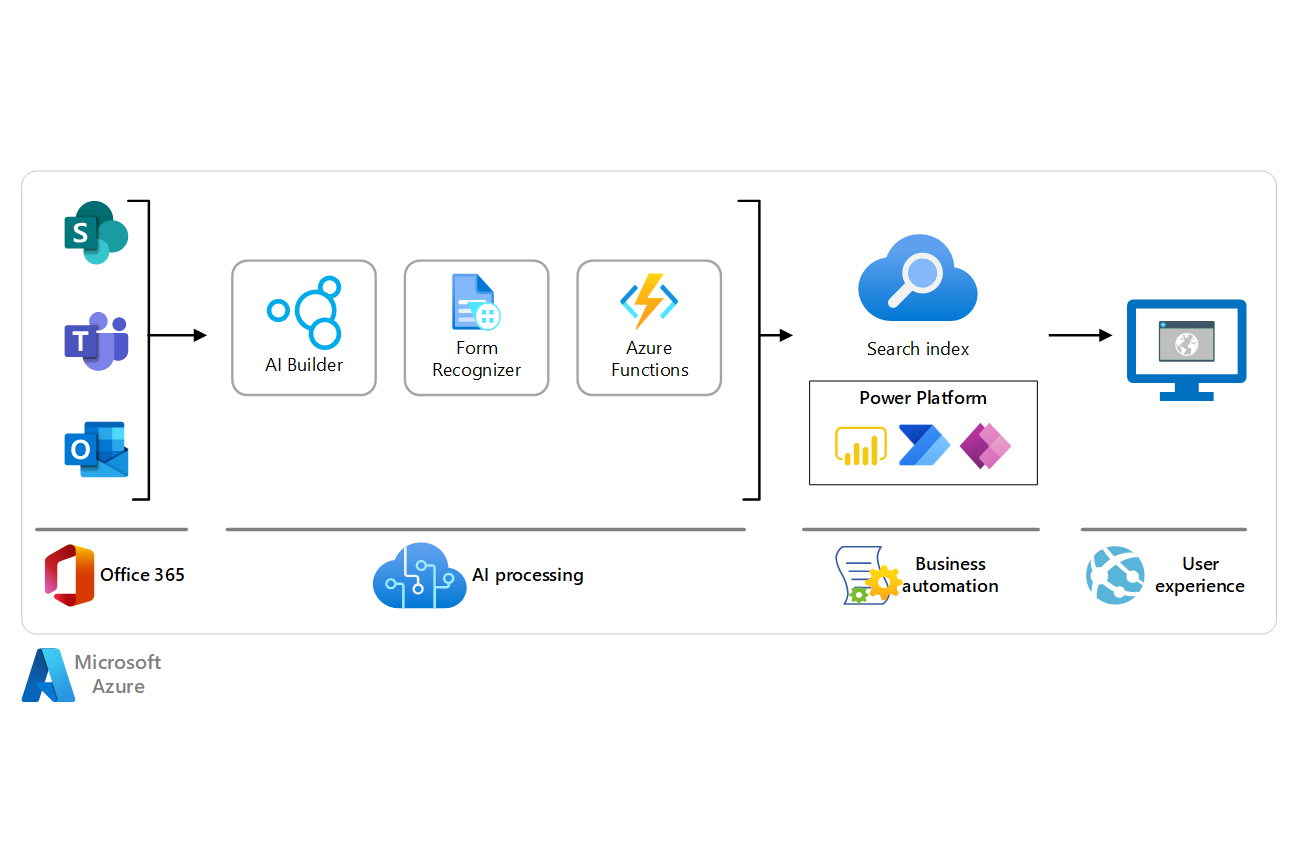 S
T
O
AI Builder
Form
Recognizer
Azure
Functions
Search index
Power Platform
Office 365
AI processing
Business
automation
User
experience
Microsoft
Azure